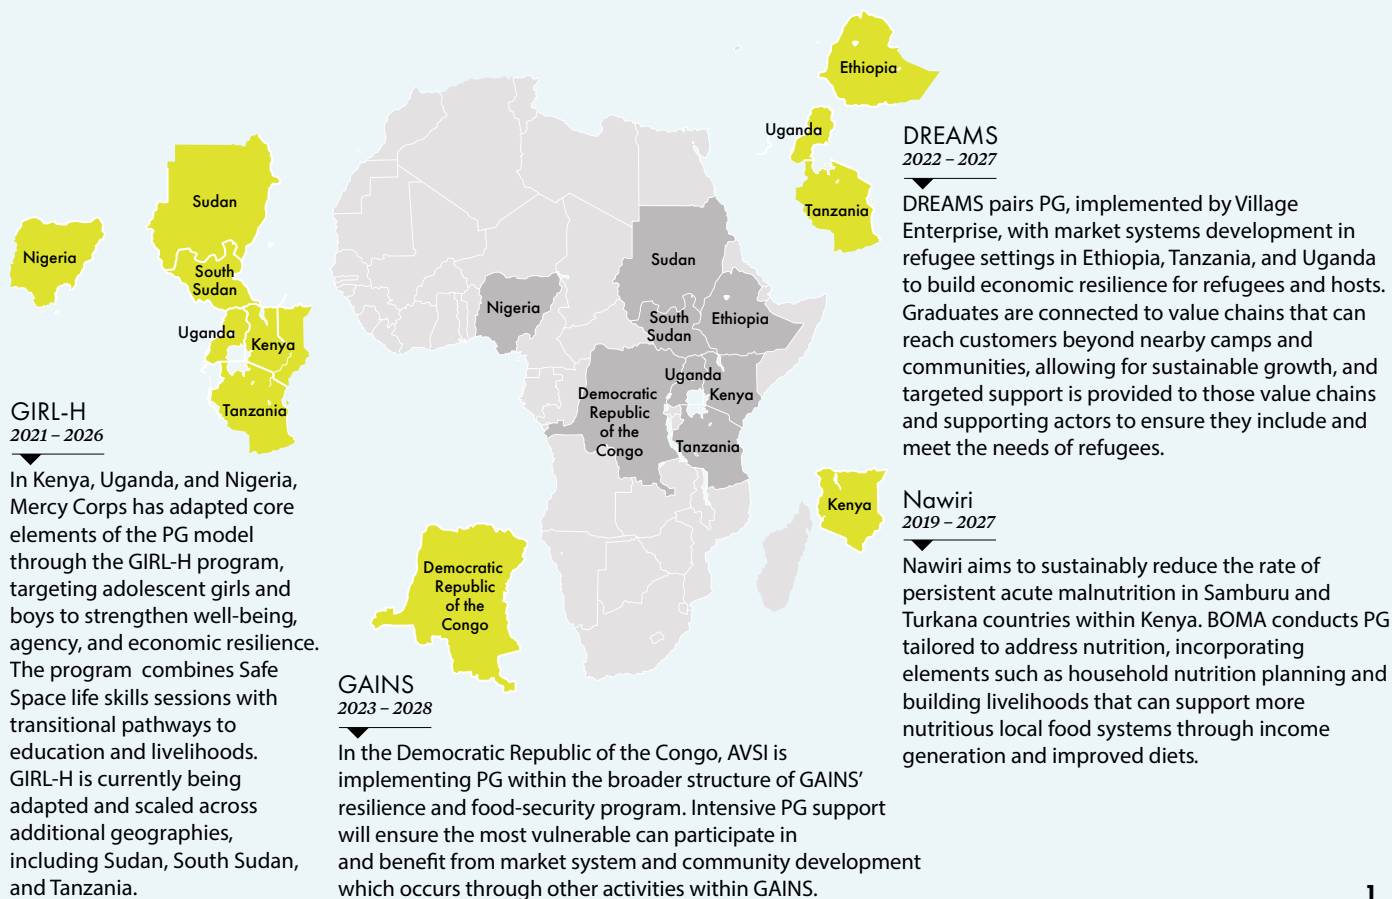 Nigeria
Sudan
South
Sudan
Uganda
Kenya
Tanzania
GIRL-H
2021 – 2026
In Kenya, Uganda, and Nigeria,
Mercy Corps has adapted core
elements of the PG model
through the GIRL-H program,
targeting adolescent girls and
boys to strengthen well-being,
agency, and economic resilience.
The program combines Safe
Space life skills sessions with
transitional pathways to
education and livelihoods.
GIRL-H is currently being
adapted and scaled across
additional geographies,
including Sudan, South Sudan,
and Tanzania.
Sudan
Nigeria
South
Sudan
Ethiopia
Uganda
Kenya
Democratic
Republic
of the
Congo
Tanzania
Democratic
Republic
of the
Congo
GAINS
2023 – 2028
In the Democratic Republic of the Congo, AVSI is
implementing PG within the broader structure of GAINS’
resilience and food-security program. Intensive PG support
will ensure the most vulnerable can participate in
and benefit from market system and community development
which occurs through other activities within GAINS.
Ethiopia
Uganda
Tanzania
DREAMS
2022 – 2027
DREAMS pairs PG, implemented by Village
Enterprise, with market systems development in
refugee settings in Ethiopia, Tanzania, and Uganda
to build economic resilience for refugees and hosts.
Graduates are connected to value chains that can
reach customers beyond nearby camps and
communities, allowing for sustainable growth, and
targeted support is provided to those value chains
and supporting actors to ensure they include and
meet the needs of refugees.
Kenya
Nawiri
2019 – 2027
Nawiri aims to sustainably reduce the rate of
persistent acute malnutrition in Samburu and
Turkana countries within Kenya. BOMA conducts PG
tailored to address nutrition, incorporating
elements such as household nutrition planning and
building livelihoods that can support more
nutritious local food systems through income
generation and improved diets.
1